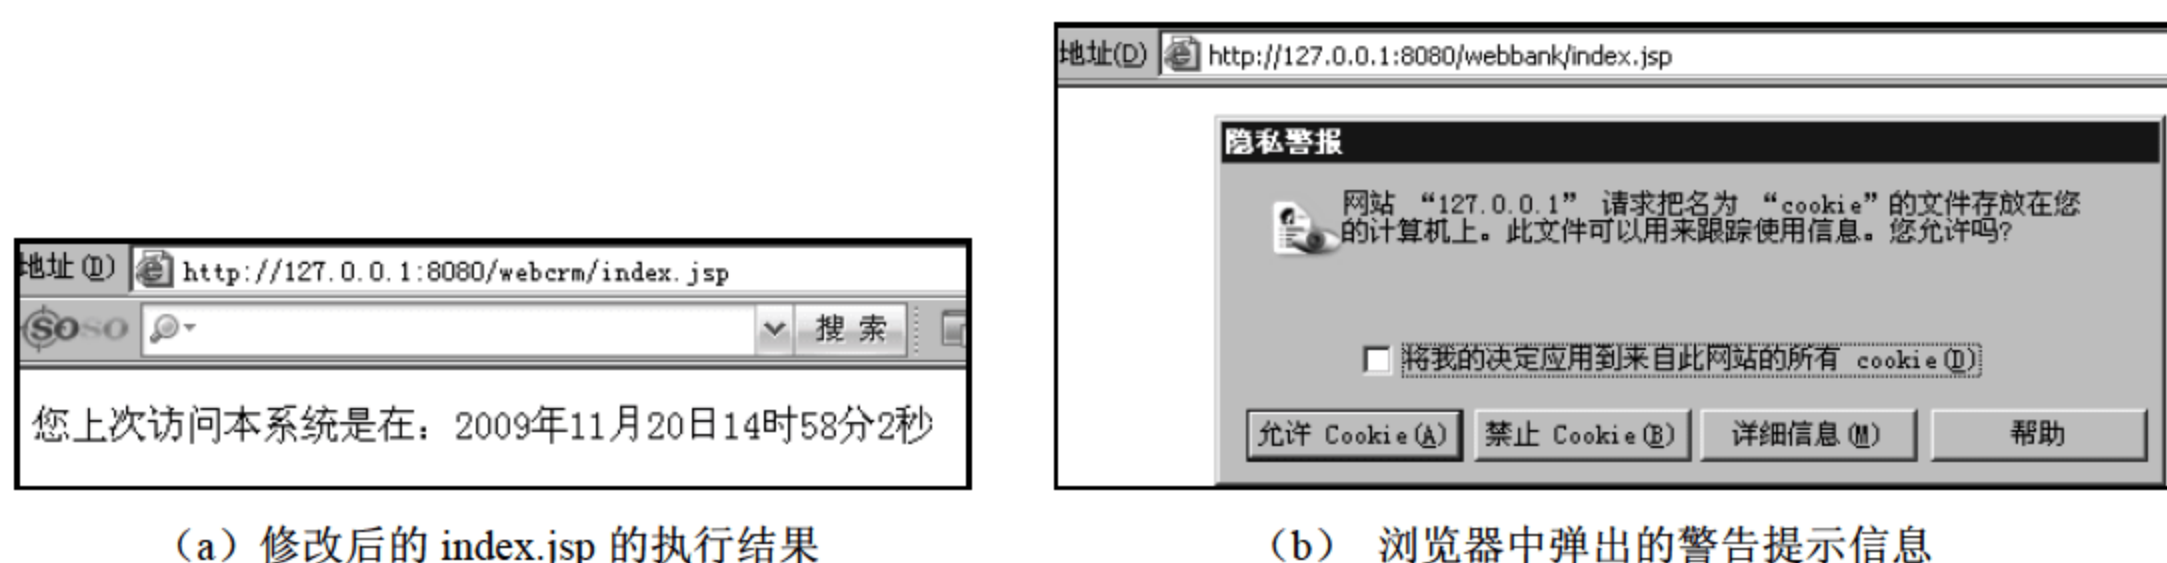 地址(D) http://127.0.0.1:8080/webcrm/index.jsp
SOSO 搜 索
您上次访问本系统是在：2009年11月20日14时58分2秒
（a）修改后的 index.jsp 的执行结果
地址(D) http://127.0.0.1:8080/webbank/index.jsp
隐私警报
网站 “127.0.0.1” 请求把名为 “cookie”的文件存放在您
的计算机上。此文件可以用来跟踪使用信息。您允许吗?
将我的决定应用到来自此网站的所有 cookie(D)
允许 Cookie(A) 禁止 Cookie(B) 详细信息(M) 帮助
（b） 浏览器中弹出的警告提示信息